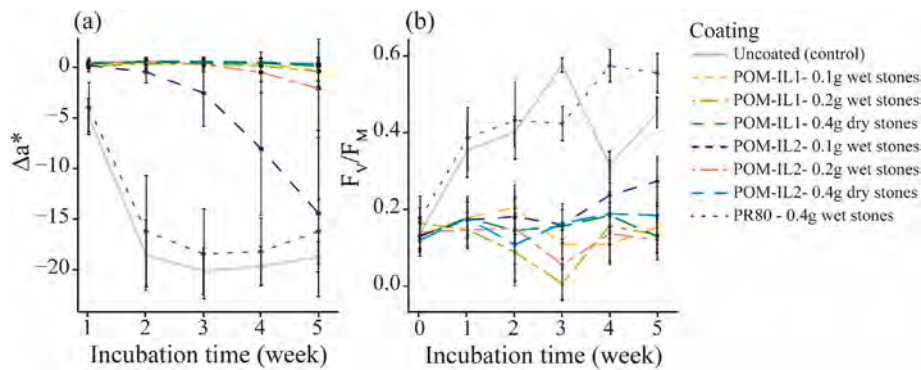 (a)
0
−5
−10
−15
−20
Δa*
1 2 3 4 5
Incubation time (week)
(b)
0.6
0.4
0.2
0.0
FV/FM
0 1 2 3 4 5
Incubation time (week)
Coating
Uncoated (control)
POM-IL1- 0.1g wet stones
POM-IL1- 0.2g wet stones
POM-IL1- 0.4g dry stones
POM-IL2- 0.1g wet stones
POM-IL2- 0.2g wet stones
POM-IL2- 0.4g dry stones
PR80 - 0.4g wet stones